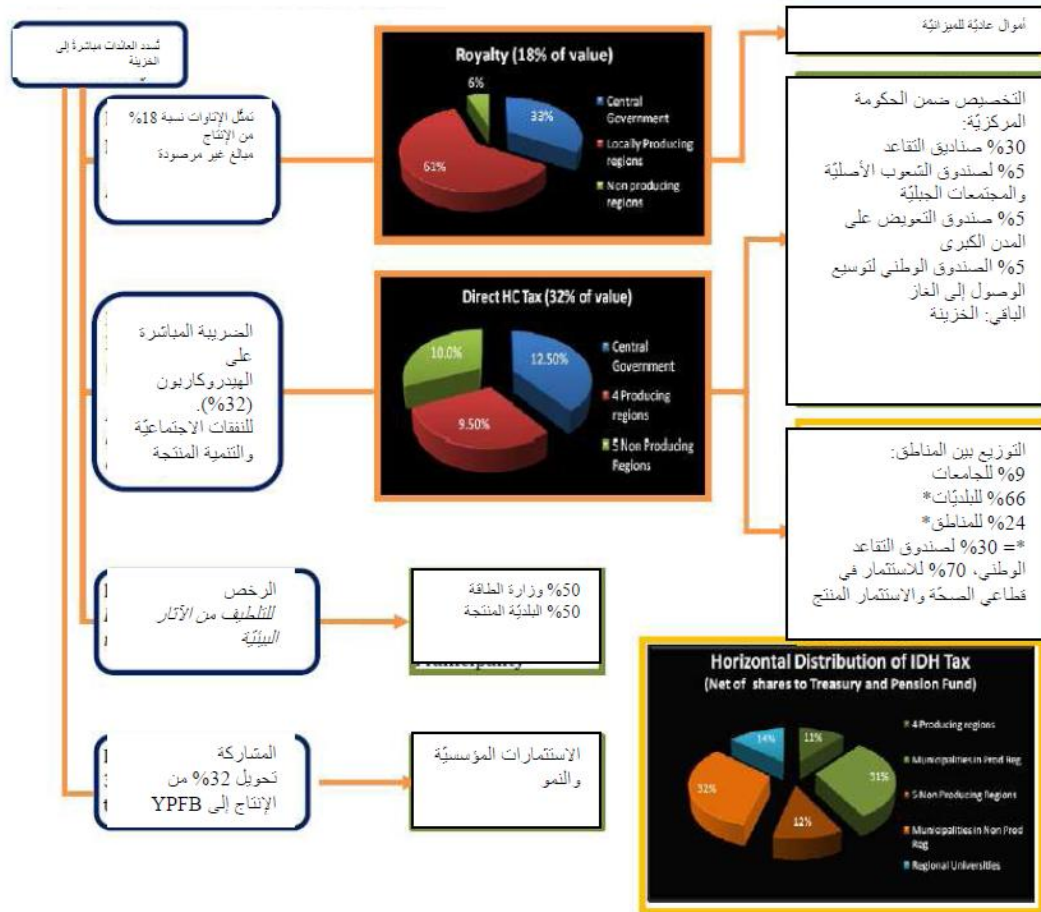 تُسدد العائدات مباشرةً إلى
الخزينة
تمثّل الإتاوات نسبة 18%
من الإنتاج
مبالغ غير مرصودة
Royalty (18% of value)
6%
33%
61%
Central
Government
Locally Producing
regions
Non producing
regions
أموال عاديّة للميزانيّة
التخصيص ضمن الحكومة
المركزيّة:
%30 صناديق التقاعد
%5 لصندوق الشعوب الأصليّة
والمجتمعات الجبليّة
%5 صندوق التعويض على
المدن الكبرى
%5 الصندوق الوطني لتوسيع
الوصول إلى الغاز
الباقي: الخزينة
الضريبة المباشرة
على
الهيدروكاربون
(%32).
للنفقات الاجتماعيّة
والتنمية المنتجة
Direct HC Tax (32% of value)
10.0%
12.50%
9.50%
Central
Government
4 Producing
regions
5 Non Producing
Regions
التوزيع بين المناطق:
%9 للجامعات
%66 للبلديّات*
%24 للمناطق*
*= %30 لصندوق التقاعد
الوطني، %70 للاستثمار في
قطاعي الصحّة والاستثمار المنتج
الرخص
للتلطيف من الآثار
البيئيّة
%50 وزارة الطاقة
%50 البلديّة المنتجة
المشاركة
تحويل 32% من
الإنتاج إلى YPFB
الاستثمارات المؤسسيّة
والنمو
Horizontal Distribution of IDH Tax
(Net of shares to Treasury and Pension Fund)
14%
11%
32%
31%
12%
4 Producing regions
Municipalities in Prod Reg
5 Non Producing Regions
Municipalities in Non Prod
Reg
Regional Universities